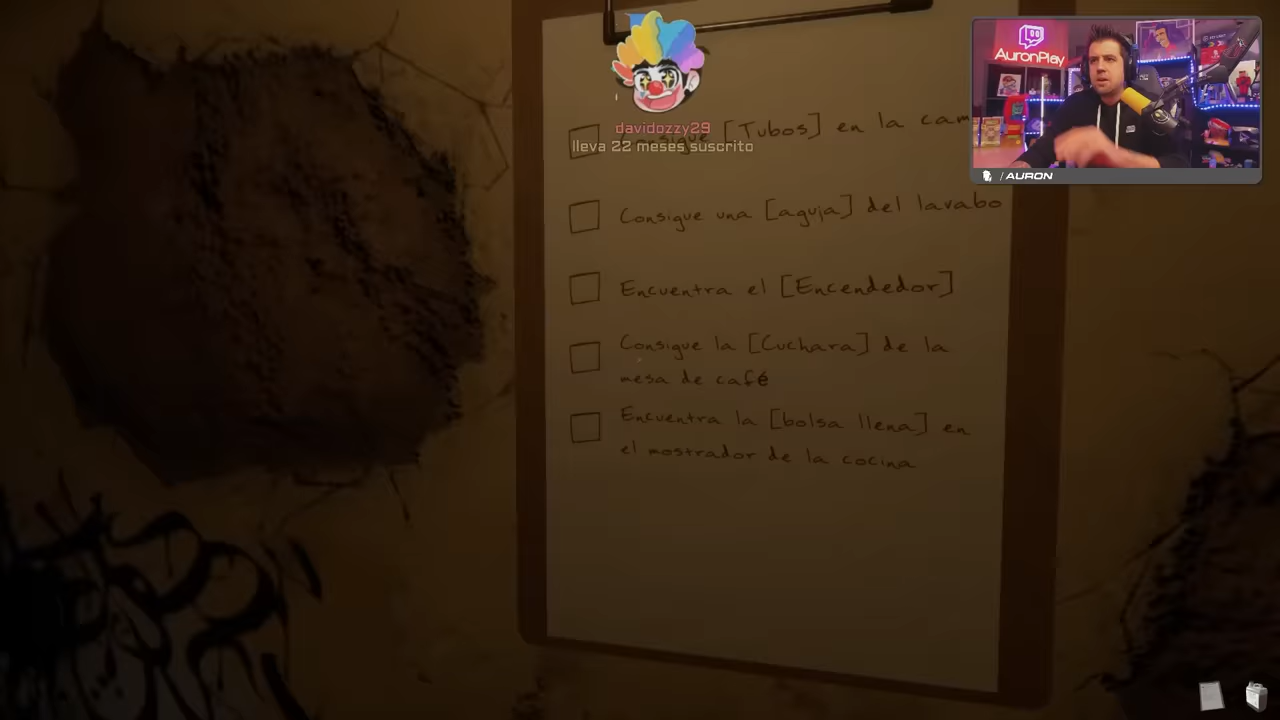 AuronPlay
/ AURON
davidozzy29
lleva 22 meses suscrito
[Tubos] en la cam
Consigue una [aguja] del lavabo
Encuentra el [Encendedor]
Consigue la [Cuchara] de la
mesa de café
Encuentra la [bolsa llena] en
el mostrador de la cocina